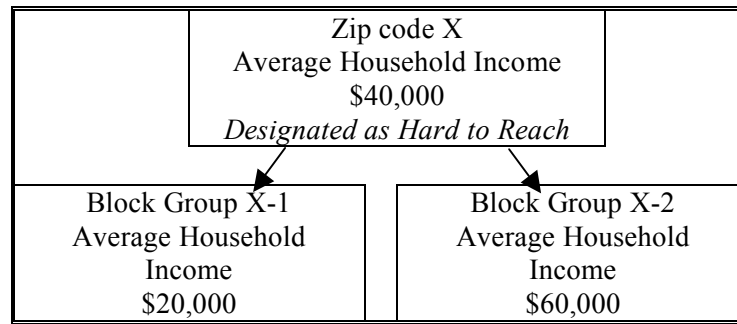 Zip code X
Average Household Income
$40,000
Designated as Hard to Reach
Block Group X-1
Average Household
Income
$20,000
Block Group X-2
Average Household
Income
$60,000